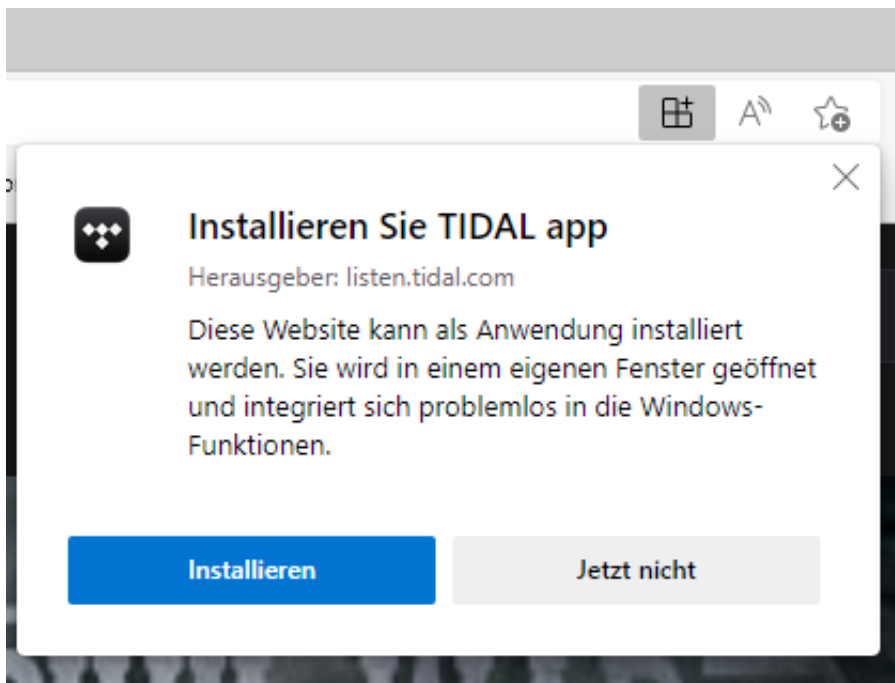 Installieren Sie TIDAL app
Herausgeber: listen.tidal.com
Diese Website kann als Anwendung installiert
werden. Sie wird in einem eigenen Fenster geöffnet
und integriert sich problemlos in die Windows-
Funktionen.
Installieren
Jetzt nicht